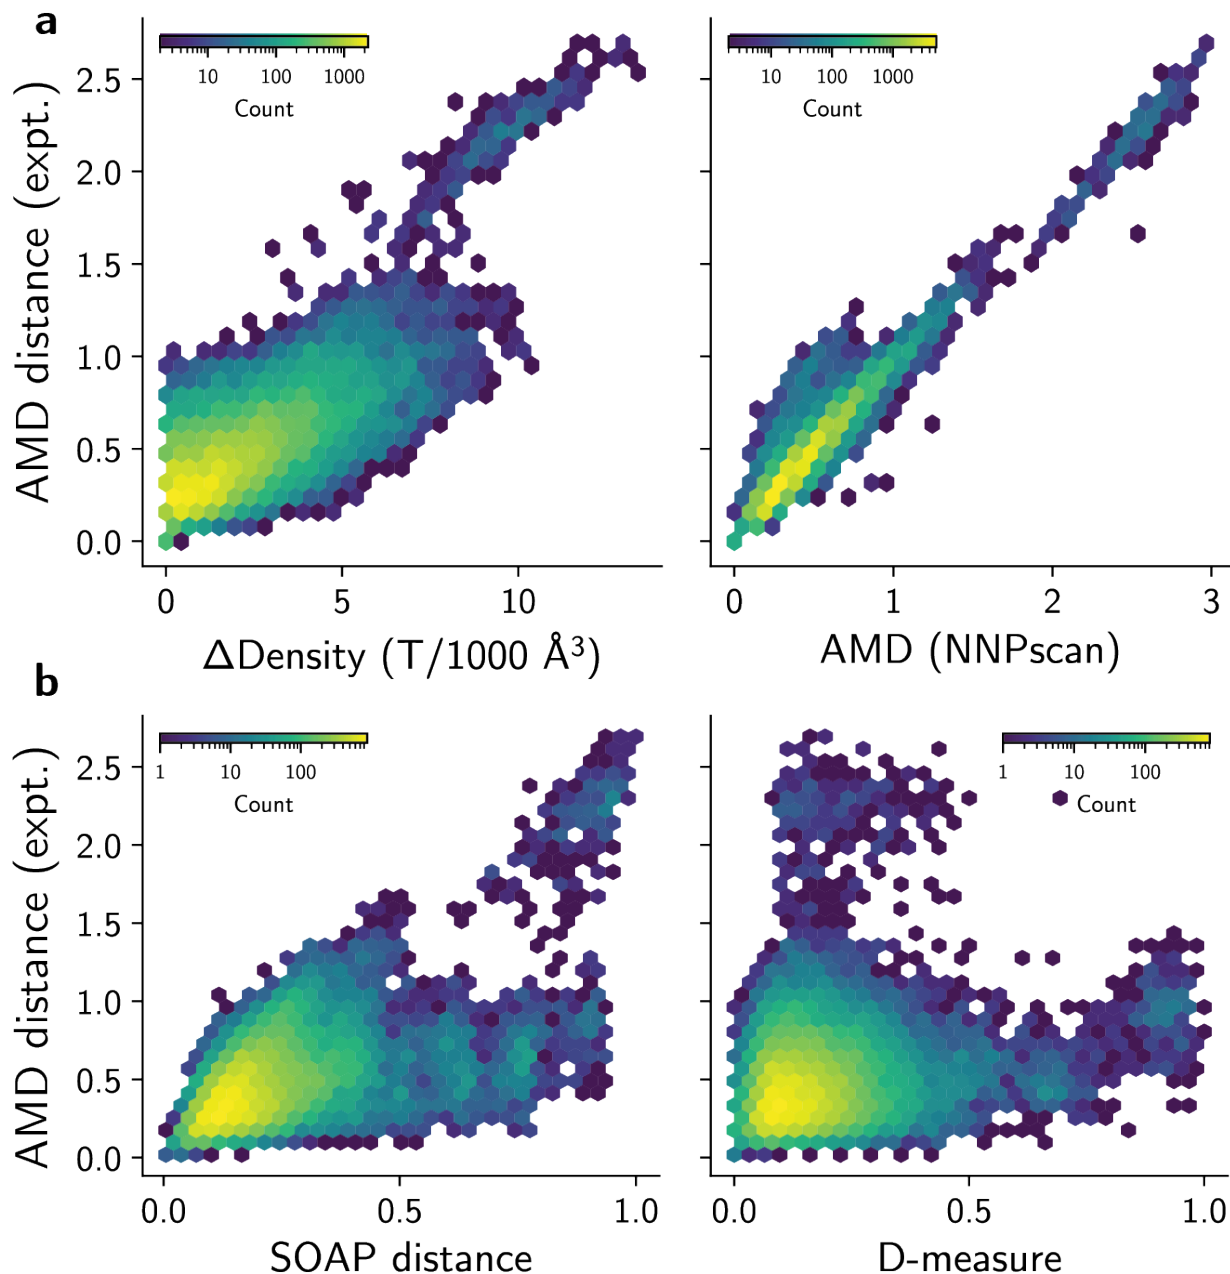 a
10 100 1000
Count
10 100 1000
Count
AMD distance (expt.)
2.5
2.0
1.5
1.0
0.5
0.0
0 5 10
0 1 2 3
ΔDensity (T/1000 Å³)
AMD (NNPscan)
b
1 10 100
Count
1 10 100
Count
AMD distance (expt.)
2.5
2.0
1.5
1.0
0.5
0.0
0.0 0.5 1.0
0.0 0.5 1.0
SOAP distance
D-measure